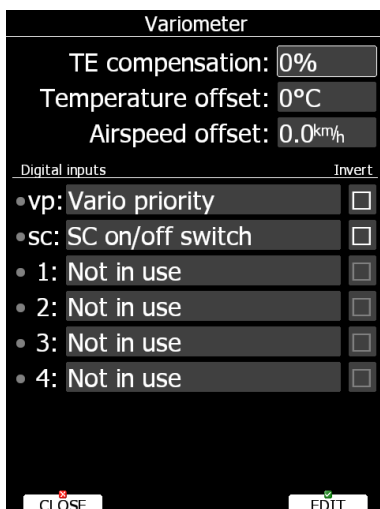 Variometer
TE compensation: 0%
Temperature offset: 0°C
Airspeed offset: 0.0km/h
Digital inputs Invert
vp: Vario priority
sc: SC on/off switch
1: Not in use
2: Not in use
3: Not in use
4: Not in use
CLOSE EDIT